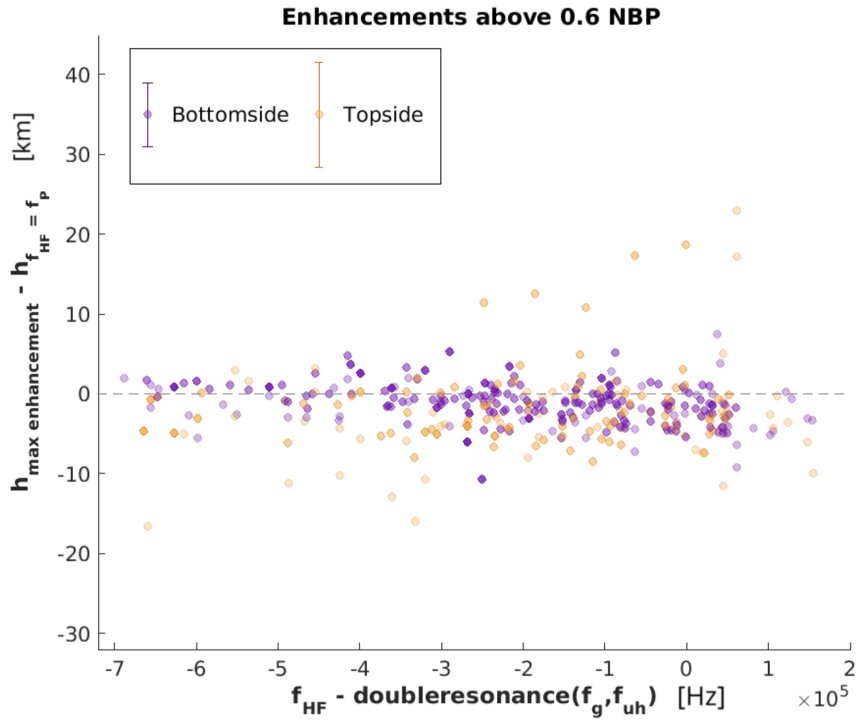 Enhancements above 0.6 NBP
h_max enhancement - h_f_HF = f_P [km]
40
30
20
10
0
-10
-20
-30
Bottomside Topside
-7 -6 -5 -4 -3 -2 -1 0 1 2
×10^5
f_HF - doubleresonance(f_g,f_uh) [Hz]